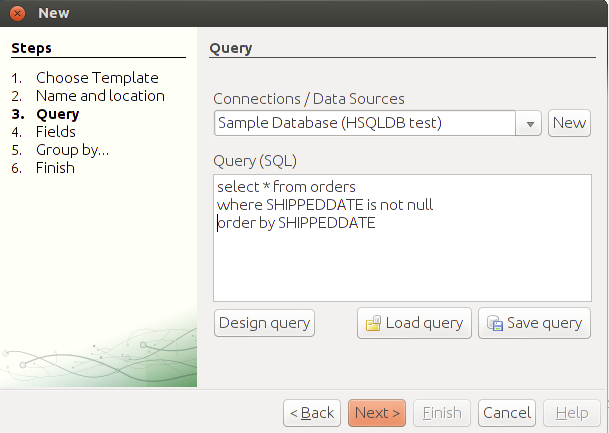 New
Steps
1. Choose Template
2. Name and location
3. Query
4. Fields
5. Group by...
6. Finish
Query
Connections / Data Sources
Sample Database (HSQLDB test)
New
Query (SQL)
select * from orders
where SHIPPEDDATE is not null
order by SHIPPEDDATE
Design query
Load query
Save query
< Back
Next >
Finish
Cancel
Help